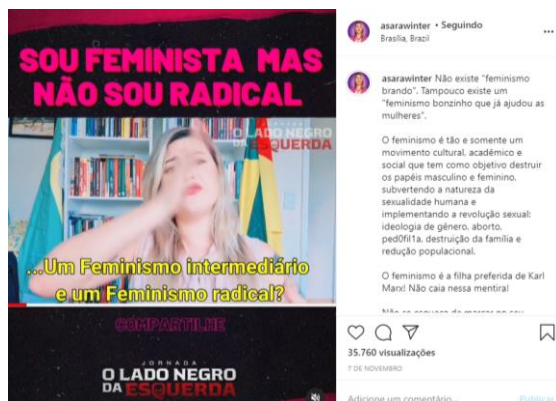 SOU FEMINISTA MAS
NÃO SOU RADICAL
O LADO NEGRO
DA ESQUERDA
...Um Feminismo intermediário
e um Feminismo radical?
COMPARTILHE
JORNADA
O LADO NEGRO
DA ESQUERDA
asarawinter • Seguindo
Brasília, Brazil
asarawinter Não existe "feminismo
brando". Tampouco existe um
"feminismo bonzinho que já ajudou as
mulheres".
O feminismo é tão e somente um
movimento cultural, acadêmico e
social que tem como objetivo destruir
os papéis masculino e feminino,
subvertendo a natureza da
sexualidade humana e
implementando a revolução sexual:
ideologia de gênero, aborto,
ped0fil1a, destruição da família e
redução populacional.
O feminismo é a filha preferida de Karl
Marx! Não caia nessa mentira!
35.760 visualizações
7 DE NOVEMBRO
Adicione um comentário...
Publicar